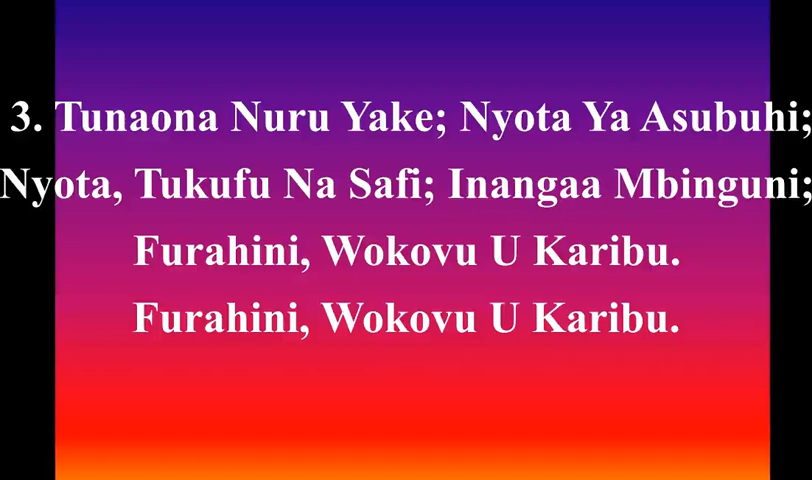 3. Tunaona Nuru Yake; Nyota Ya Asubuhi;
Nyota, Tukufu Na Safi; Inangaa Mbinguni;
Furahini, Wokovu U Karibu.
Furahini, Wokovu U Karibu.